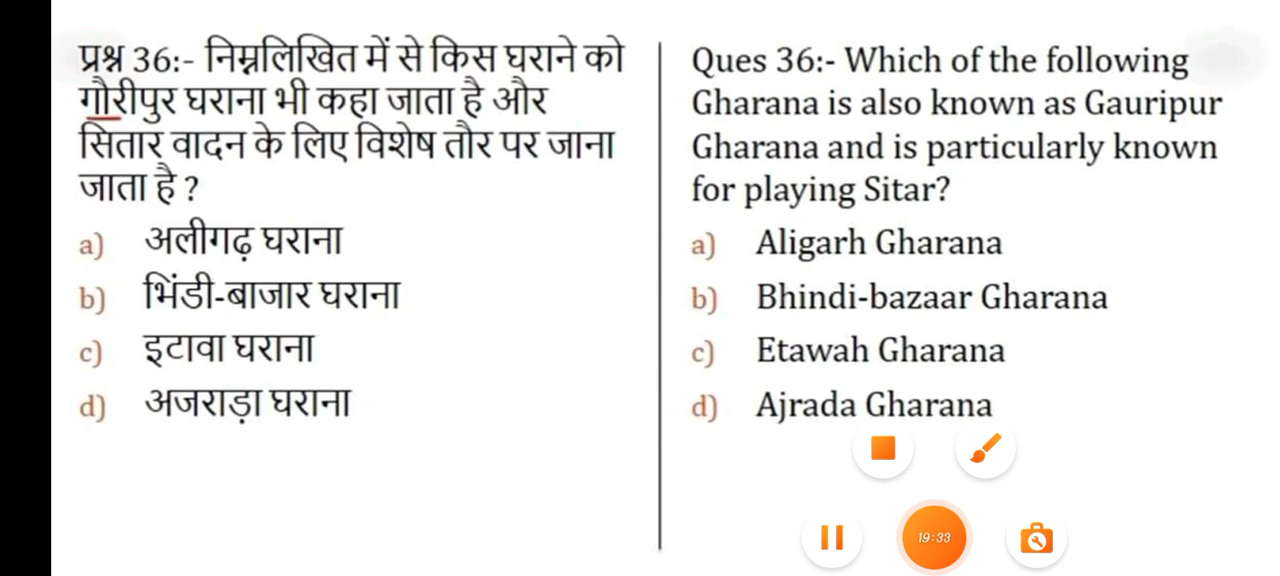 प्रश्न 36:- निम्नलिखित में से किस घराने को
गौरीपुर घराना भी कहा जाता है और
सितार वादन के लिए विशेष तौर पर जाना
जाता है ?
a) अलीगढ़ घराना
b) भिंडी-बाजार घराना
c) इटावा घराना
d) अजराड़ा घराना
Ques 36:- Which of the following
Gharana is also known as Gauripur
Gharana and is particularly known
for playing Sitar?
a) Aligarh Gharana
b) Bhindi-bazaar Gharana
c) Etawah Gharana
d) Ajrada Gharana
19:33